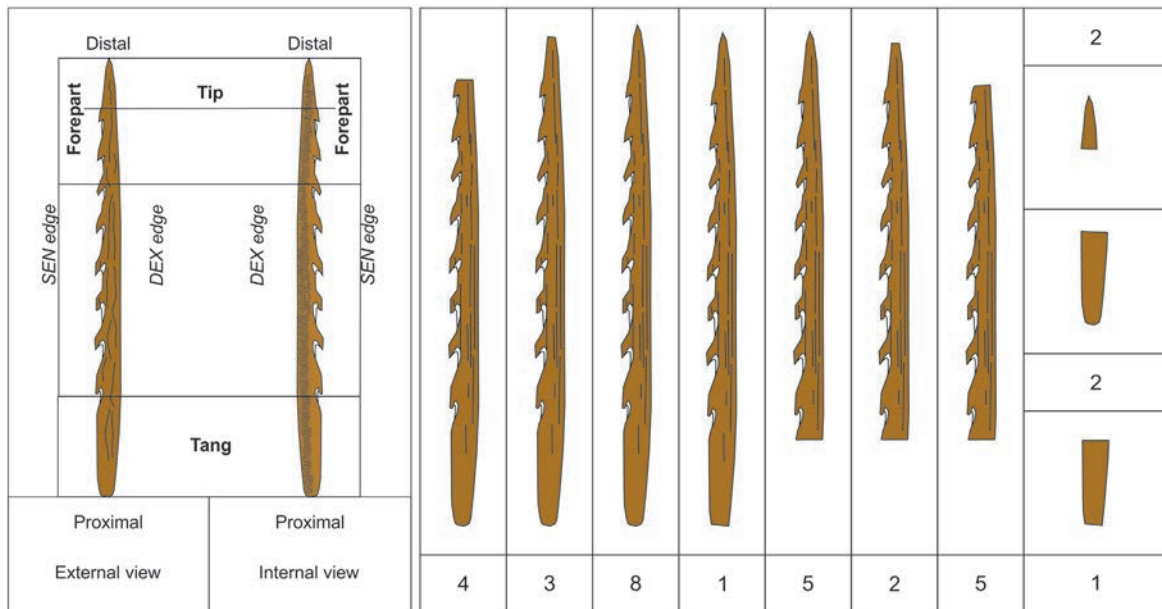 Distal
Distal
Forepart
Tip
Forepart
SEN edge
DEX edge
DEX edge
SEN edge
Tang
Proximal
Proximal
External view
Internal view
2
2
4
3
8
1
5
2
5
1